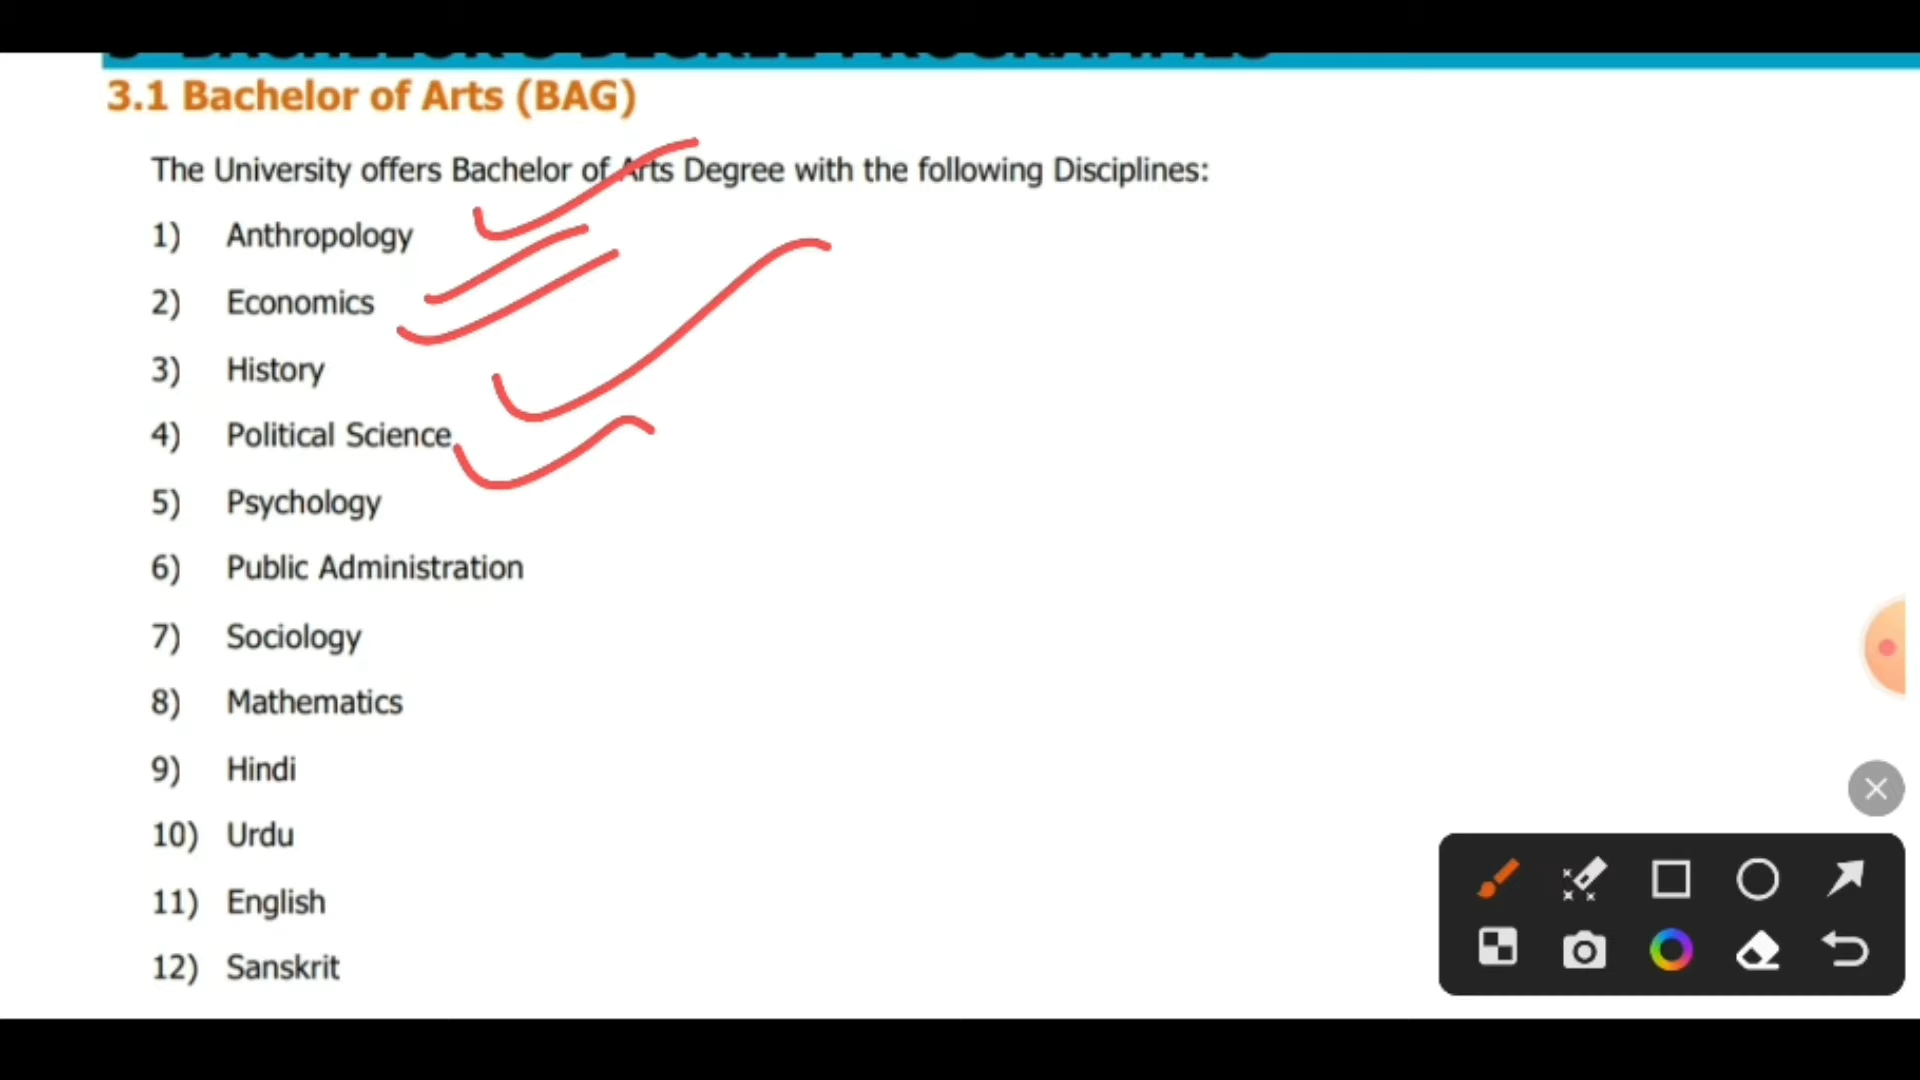 3.1 Bachelor of Arts (BAG)
The University offers Bachelor of Arts Degree with the following Disciplines:
1) Anthropology
2) Economics
3) History
4) Political Science
5) Psychology
6) Public Administration
7) Sociology
8) Mathematics
9) Hindi
10) Urdu
11) English
12) Sanskrit